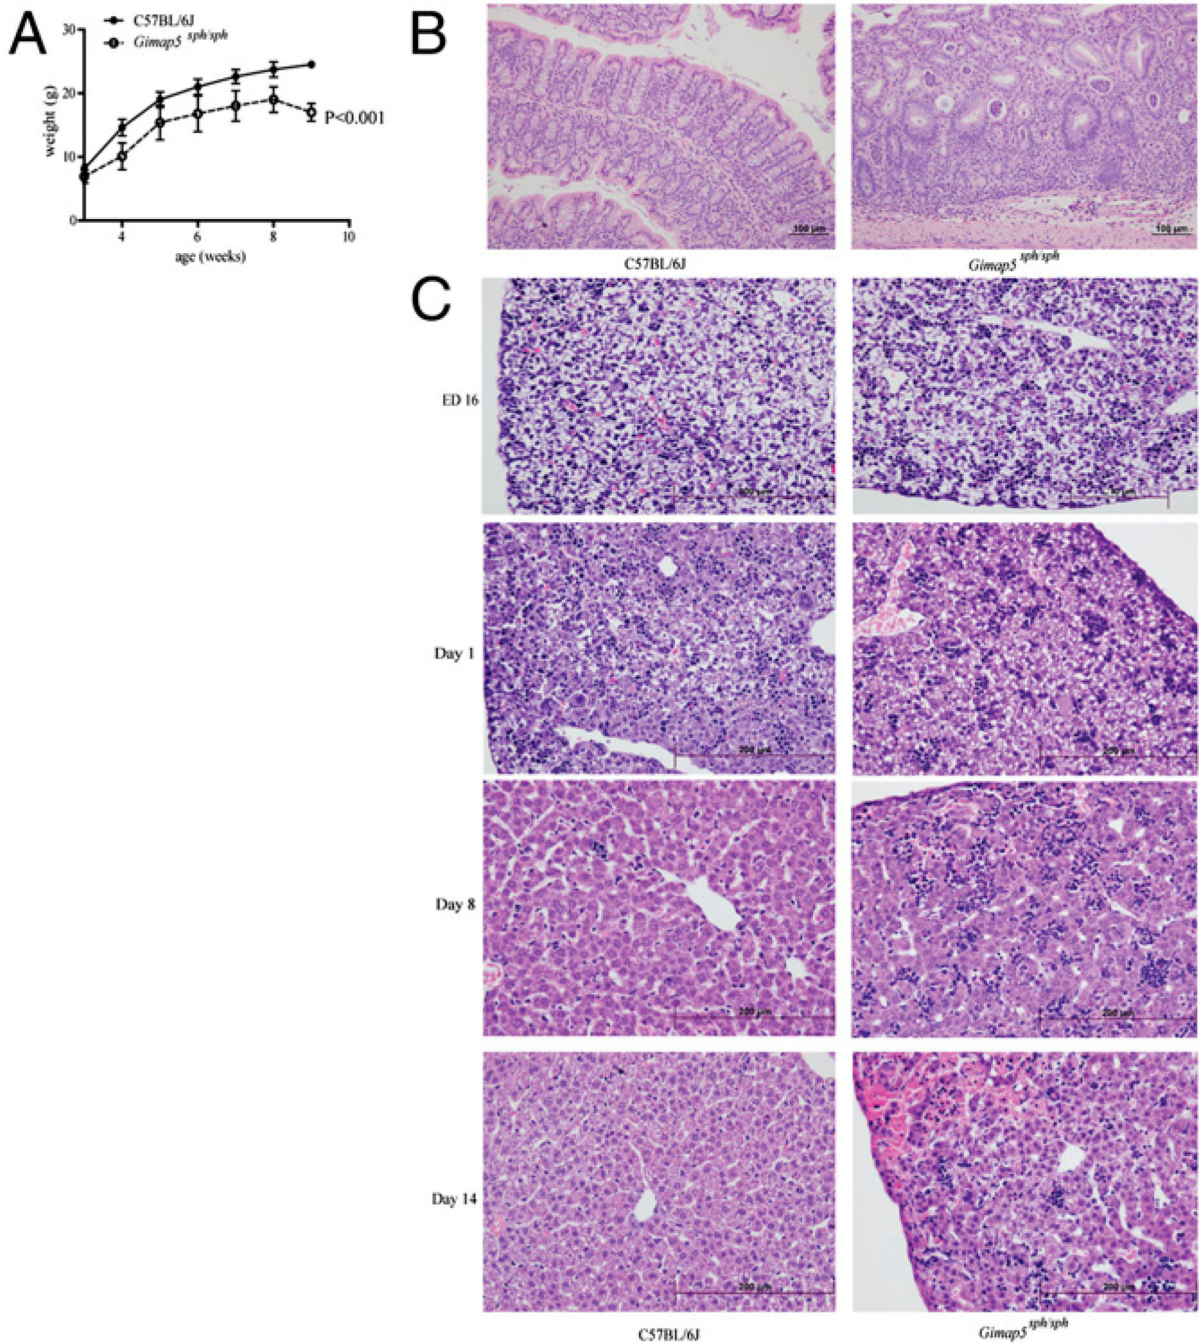 A
C57BL/6J
Gimap5 sph/sph
30
20
10
0
weight (g)
P<0.001
4
6
8
10
age (weeks)
B
100 µm
100 µm
C57BL/6J
Gimap5 sph/sph
C
ED 16
200 µm
Day 1
200 µm
200 µm
Day 8
200 µm
200 µm
Day 14
200 µm
200 µm
C57BL/6J
Gimap5 sph/sph